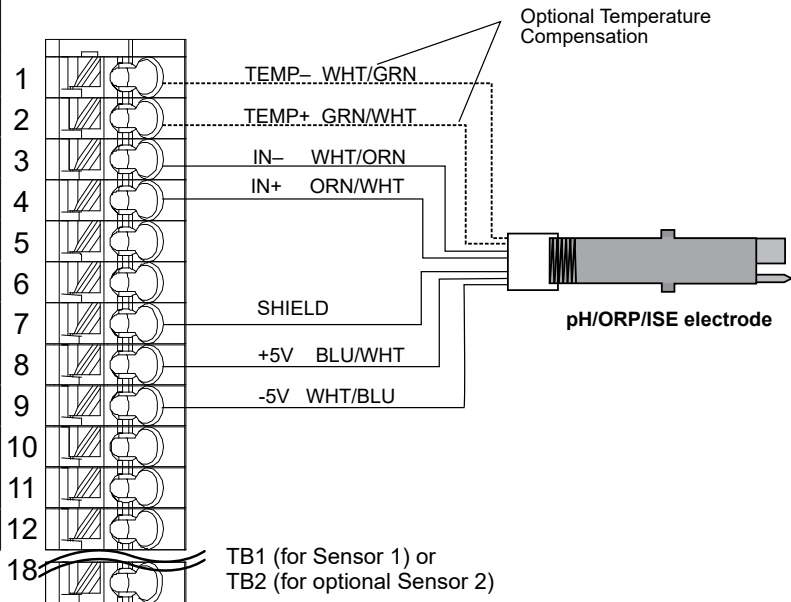 Optional Temperature
Compensation
1 TEMP– WHT/GRN
2 TEMP+ GRN/WHT
3 IN– WHT/ORN
4 IN+ ORN/WHT
5
6
7 SHIELD
8 +5V BLU/WHT
9 -5V WHT/BLU
10
11
12
18
pH/ORP/ISE electrode
TB1 (for Sensor 1) or
TB2 (for optional Sensor 2)